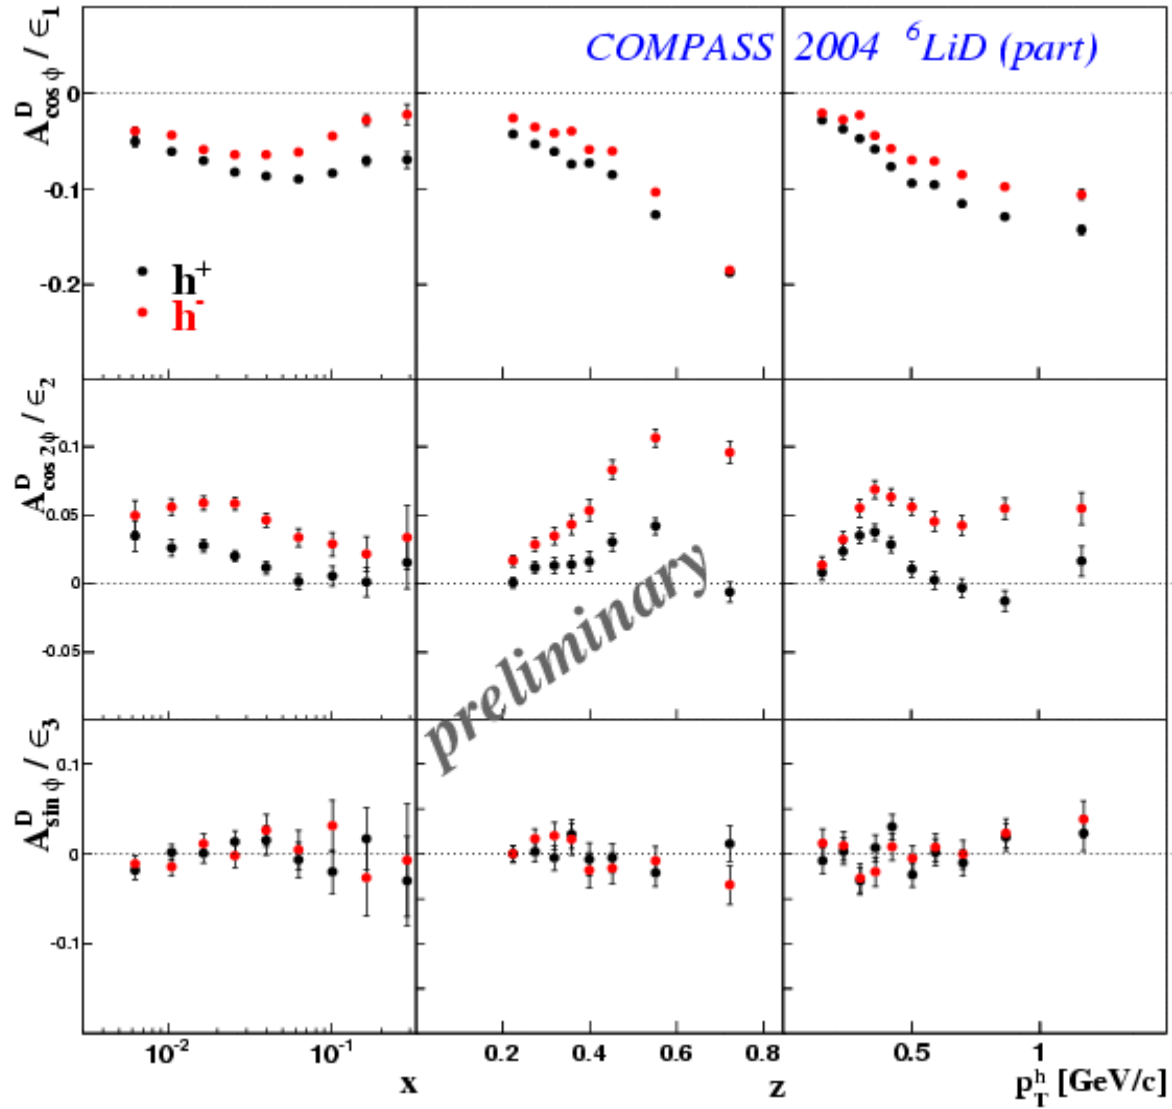 COMPASS 2004 ⁶LiD (part)
A^D_cos ϕ / ϵ₁
0
-0.1
-0.2
h⁺
h⁻
A^D_cos 2ϕ / ϵ₂
0.1
0.05
0
-0.05
preliminary
A^D_sin ϕ / ϵ₃
0.1
0
-0.1
10⁻² 10⁻¹ 0.2 0.4 0.6 0.8 0.5 1
x z p_T^h [GeV/c]